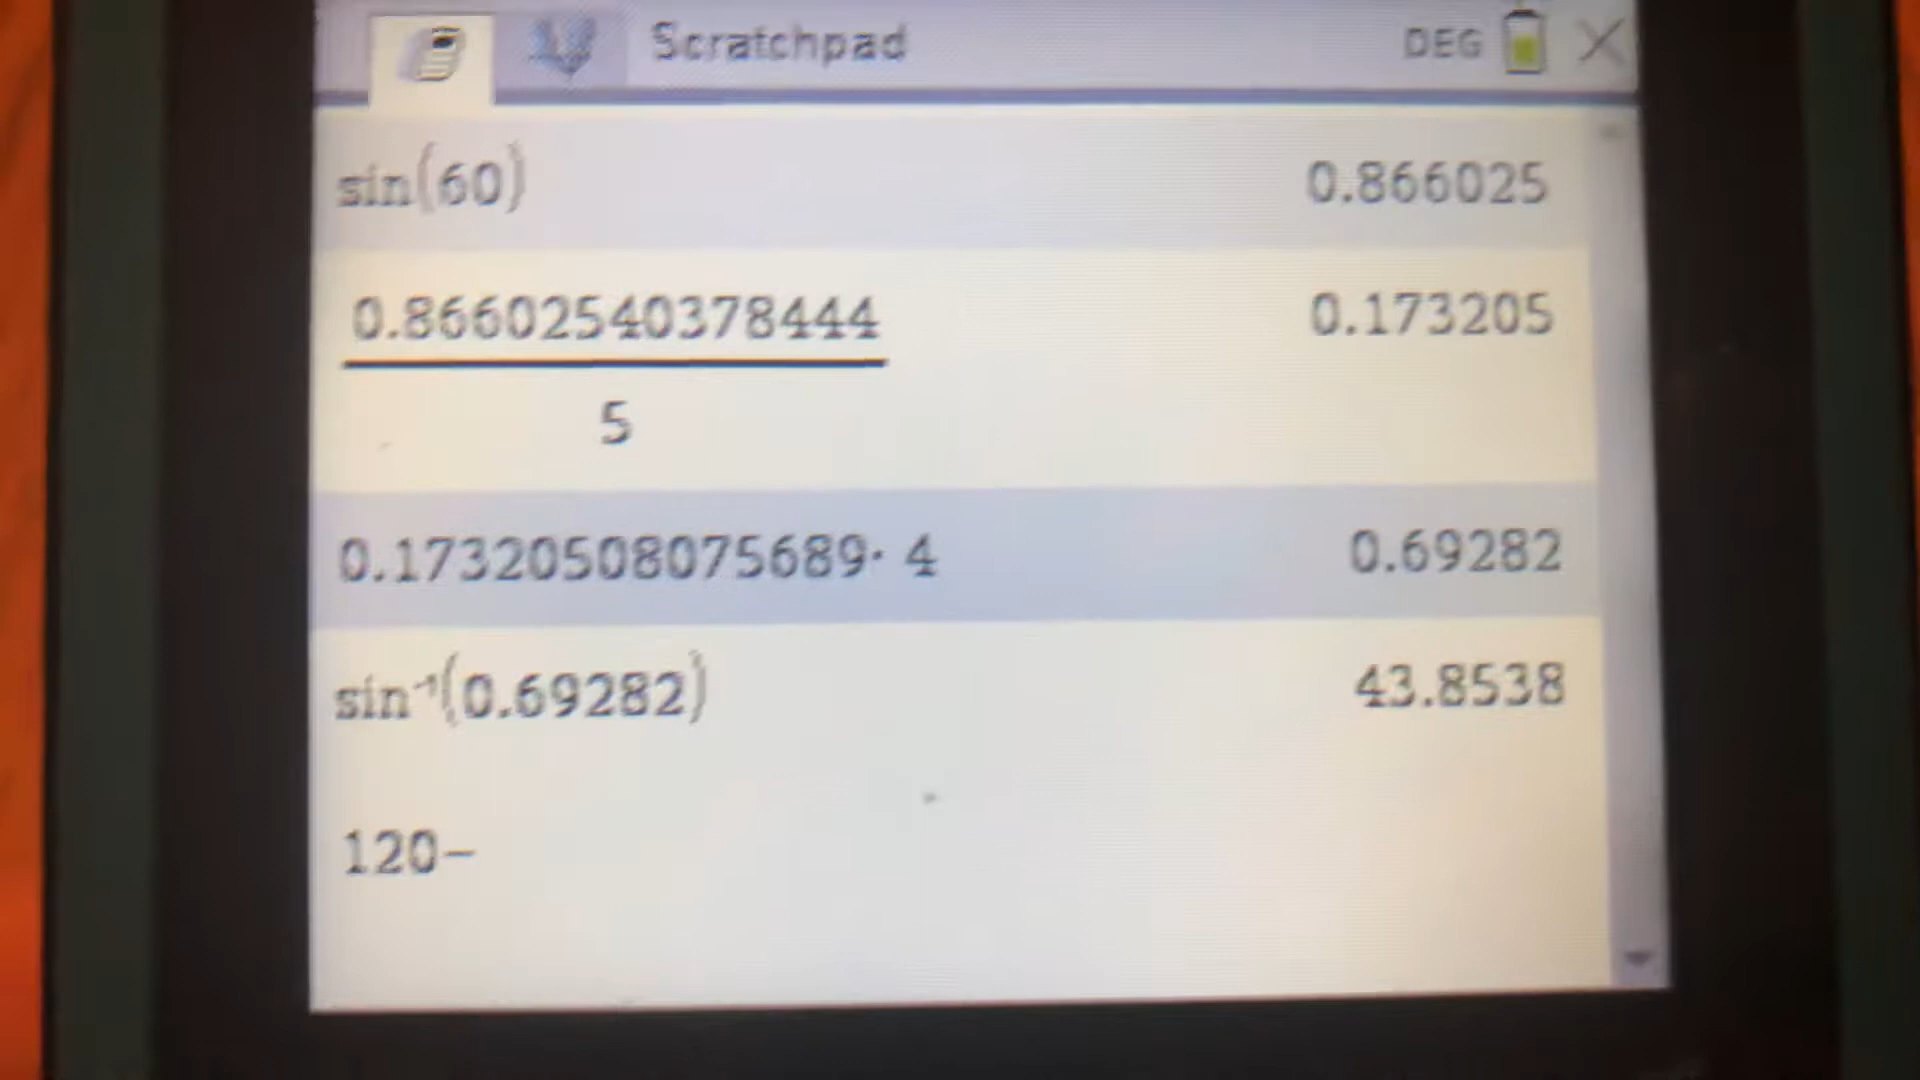 Scratchpad DEG
sin(60) 0.866025
0.86602540378444 0.173205
5
0.17320508075689· 4 0.69282
sin⁻¹(0.69282) 43.8538
120−